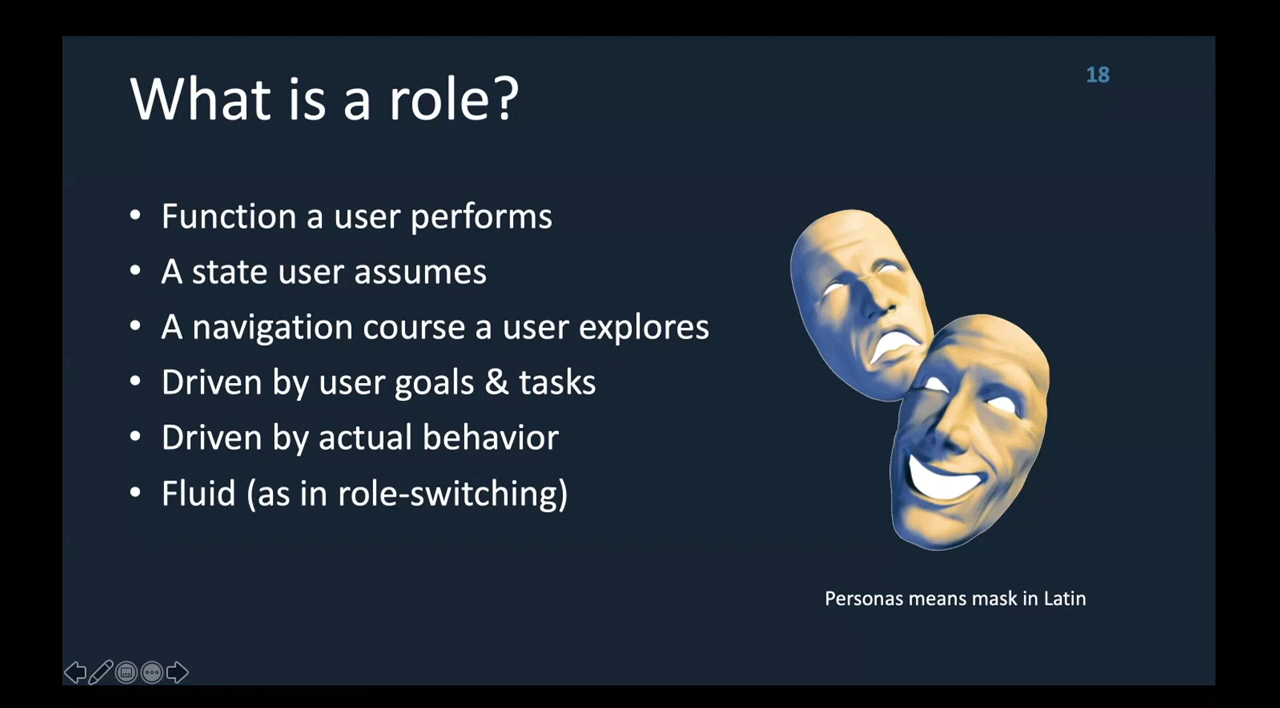 What is a role?
18
• Function a user performs
• A state user assumes
• A navigation course a user explores
• Driven by user goals & tasks
• Driven by actual behavior
• Fluid (as in role-switching)
Personas means mask in Latin